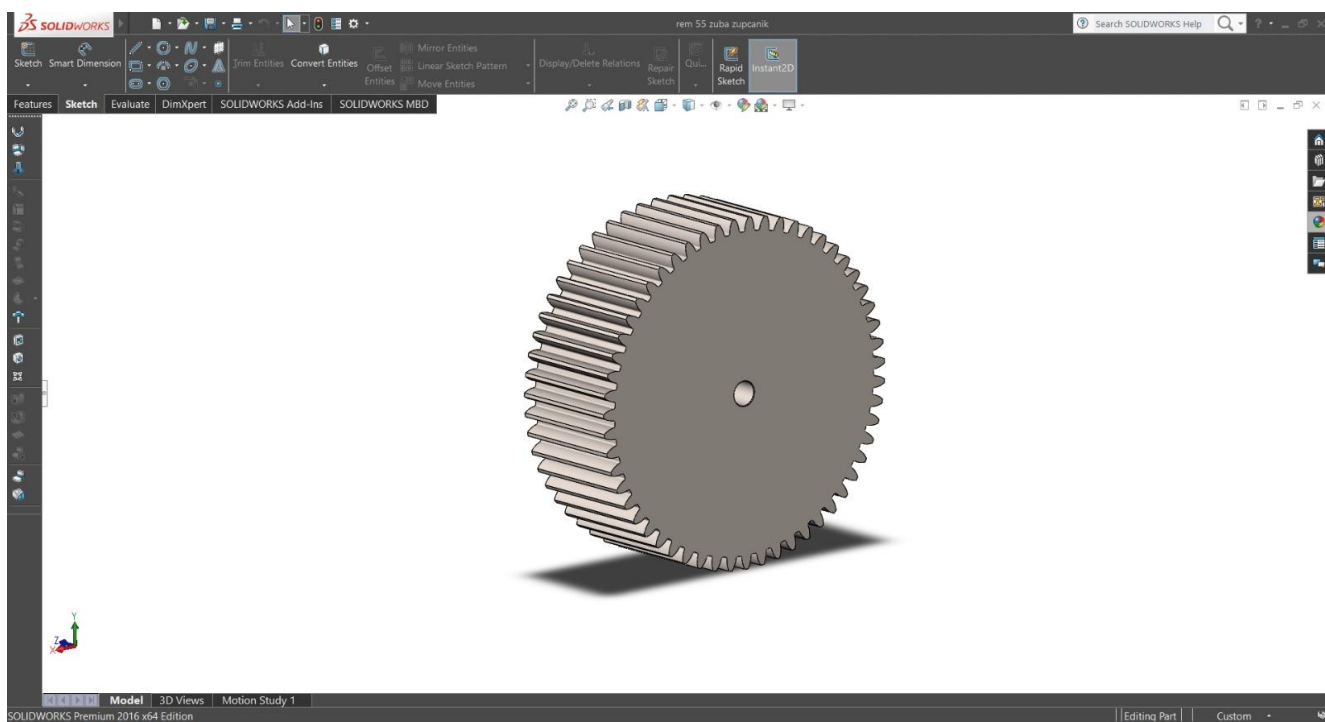 SOLIDWORKS
rem 55 zuba zupcanik
Search SOLIDWORKS Help
Sketch
Smart Dimension
Trim Entities
Convert Entities
Offset Entities
Mirror Entities
Linear Sketch Pattern
Move Entities
Display/Delete Relations
Repair Sketch
Qui...
Rapid Sketch
Instant2D
Features Sketch Evaluate DimXpert SOLIDWORKS Add-Ins SOLIDWORKS MBD
Y
Z
X
Model 3D Views Motion Study 1
SOLIDWORKS Premium 2016 x64 Edition
Editing Part
Custom